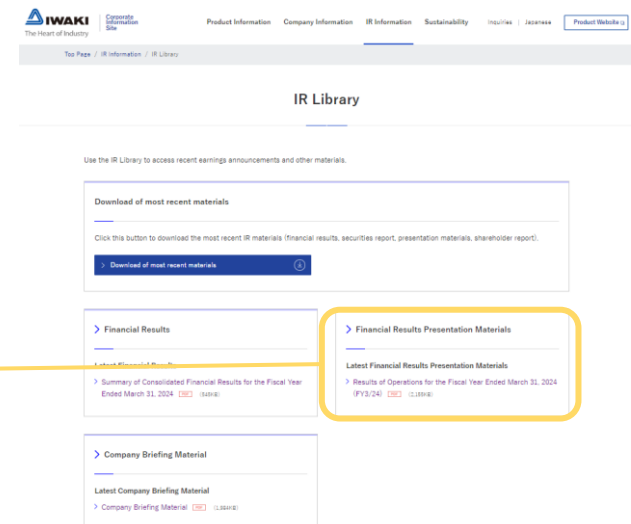 IWAKI
The Heart of Industry
Corporate
Information
Site
Product Information Company Information IR Information Sustainability Inquiries | Japanese Product Website
Top Page / IR Information / IR Library
IR Library
Use the IR Library to access recent earnings announcements and other materials.
Download of most recent materials
Click this button to download the most recent IR materials (financial results, securities report, presentation materials, shareholder report).
> Download of most recent materials
> Financial Results
Latest Financial Results
> Summary of Consolidated Financial Results for the Fiscal Year
Ended March 31, 2024 PDF
> Financial Results Presentation Materials
Latest Financial Results Presentation Materials
> Results of Operations for the Fiscal Year Ended March 31, 2024
(FY3/24) PDF
> Company Briefing Material
Latest Company Briefing Material
> Company Briefing Material PDF